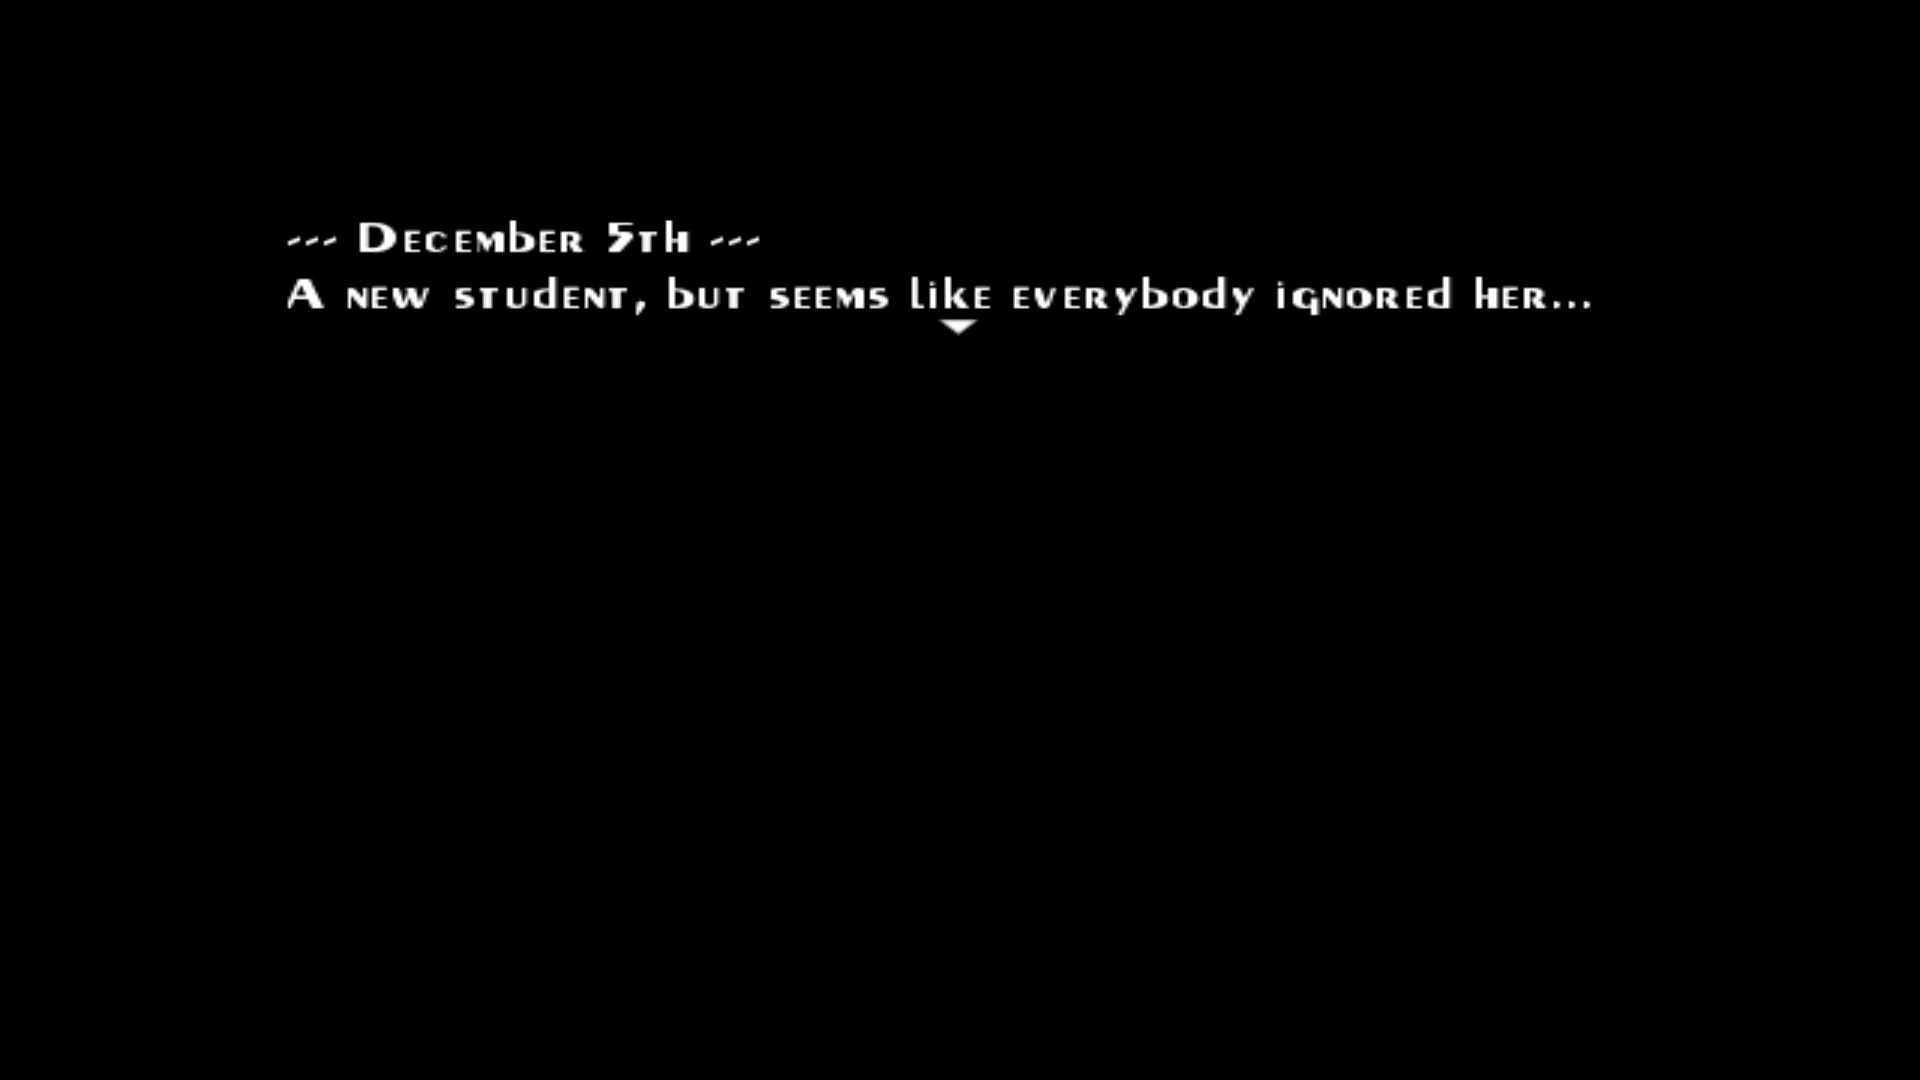 --- December 5th ---
A new student, but seems like everybody ignored her...